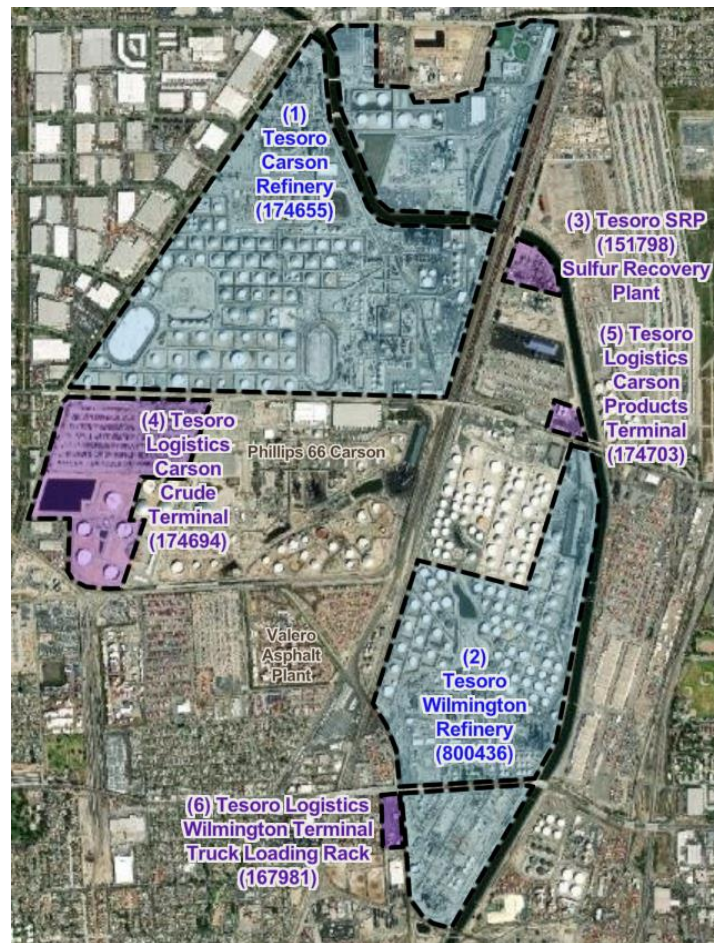 (1)
Tesoro
Carson
Refinery
(174655)
(3) Tesoro SRP
(151798)
Sulfur Recovery
Plant
(5) Tesoro
Logistics
Carson
Products
Terminal
(174703)
(4) Tesoro
Logistics
Carson
Crude
Terminal
(174694)
Phillips 66 Carson
Valero
Asphalt
Plant
(2)
Tesoro
Wilmington
Refinery
(800436)
(6) Tesoro Logistics
Wilmington Terminal
Truck Loading Rack
(167981)